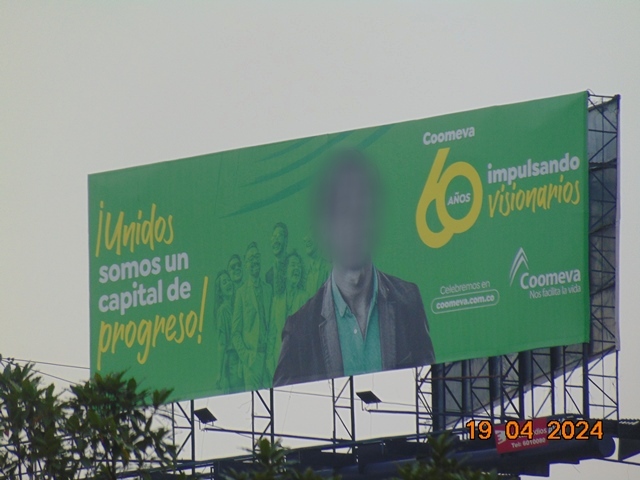 ¡Unidos
somos un
capital de
progreso!
Coomeva
60
AÑOS
impulsando
visionarios
Celebremos en
coomeva.com.co
Coomeva
Nos facilita la vida
19 04 2024